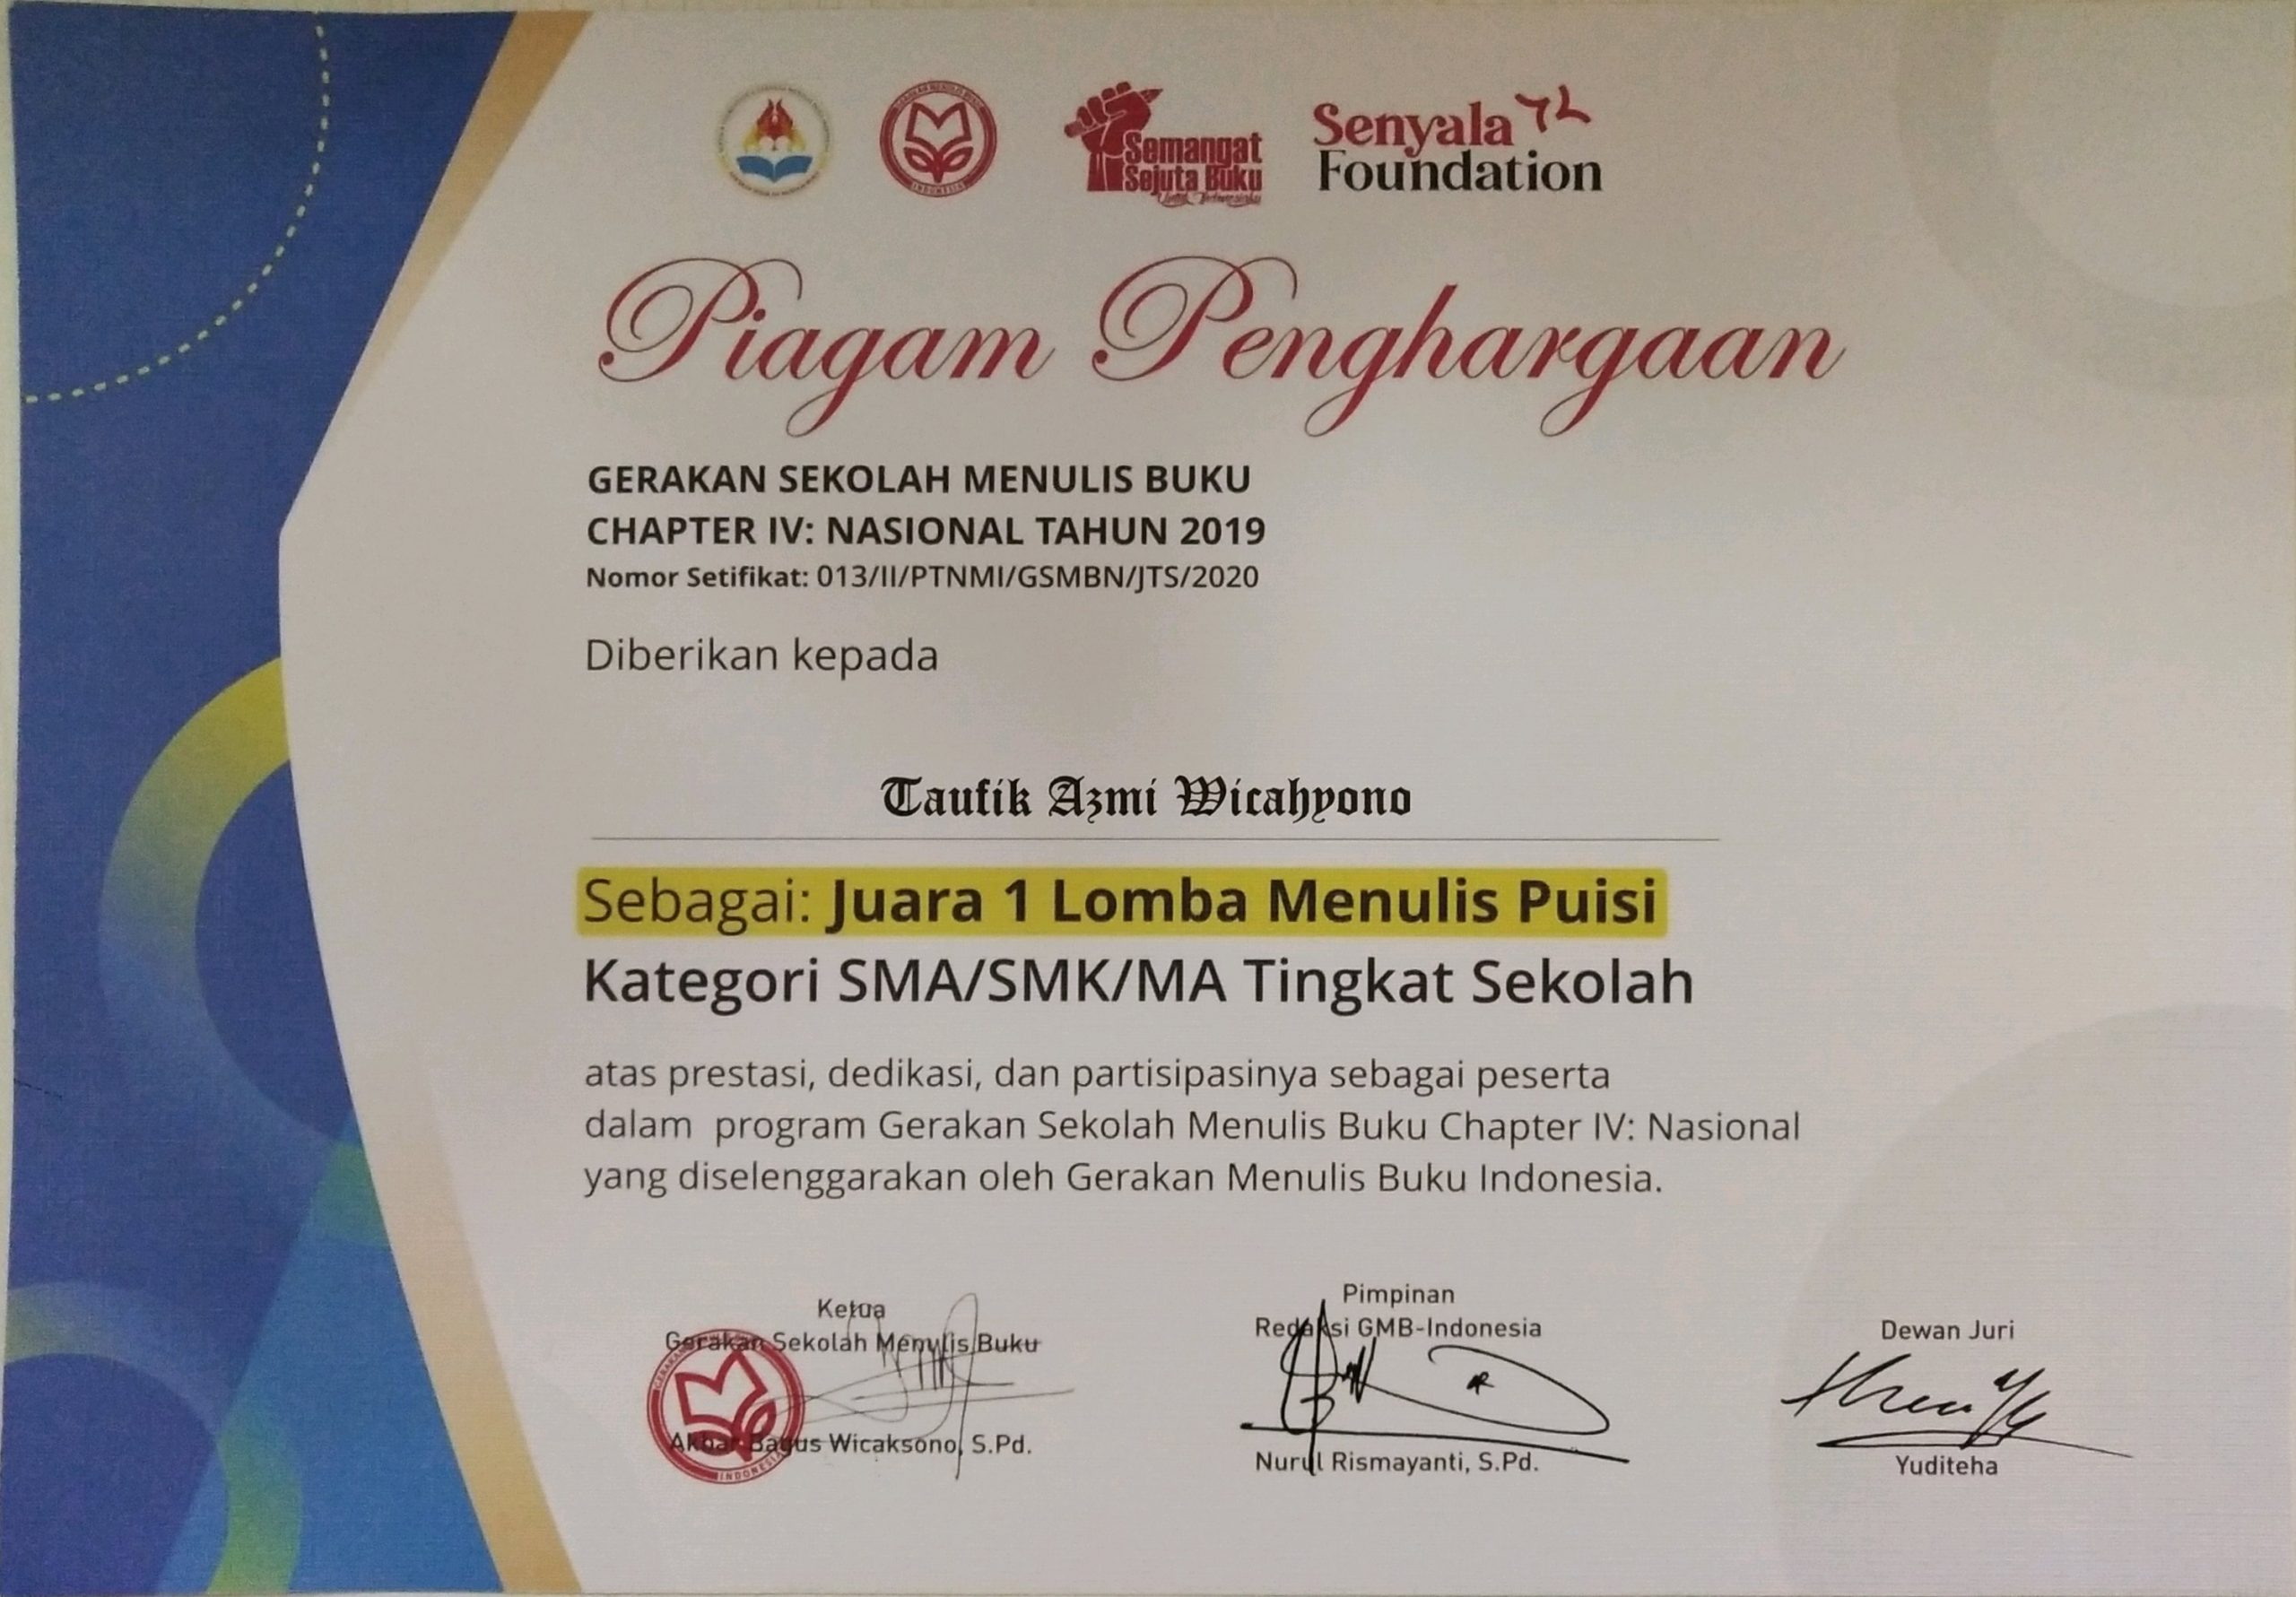 Semangat
Sejuta Buku
Untuk Indonesia
Senyala
Foundation
Piagam Penghargaan
GERAKAN SEKOLAH MENULIS BUKU
CHAPTER IV: NASIONAL TAHUN 2019
Nomor Setifikat: 013/II/PTNMI/GSMBN/JTS/2020
Diberikan kepada
Taufik Azmi Wicahyono
Sebagai: Juara 1 Lomba Menulis Puisi
Kategori SMA/SMK/MA Tingkat Sekolah
atas prestasi, dedikasi, dan partisipasinya sebagai peserta
dalam program Gerakan Sekolah Menulis Buku Chapter IV: Nasional
yang diselenggarakan oleh Gerakan Menulis Buku Indonesia.
Ketua
Gerakan Sekolah Menulis Buku
INDONESIA
Akbar Bagus Wicaksono, S.Pd.
Pimpinan
Redaksi GMB-Indonesia
Nurul Rismayanti, S.Pd.
Dewan Juri
Yuditeha